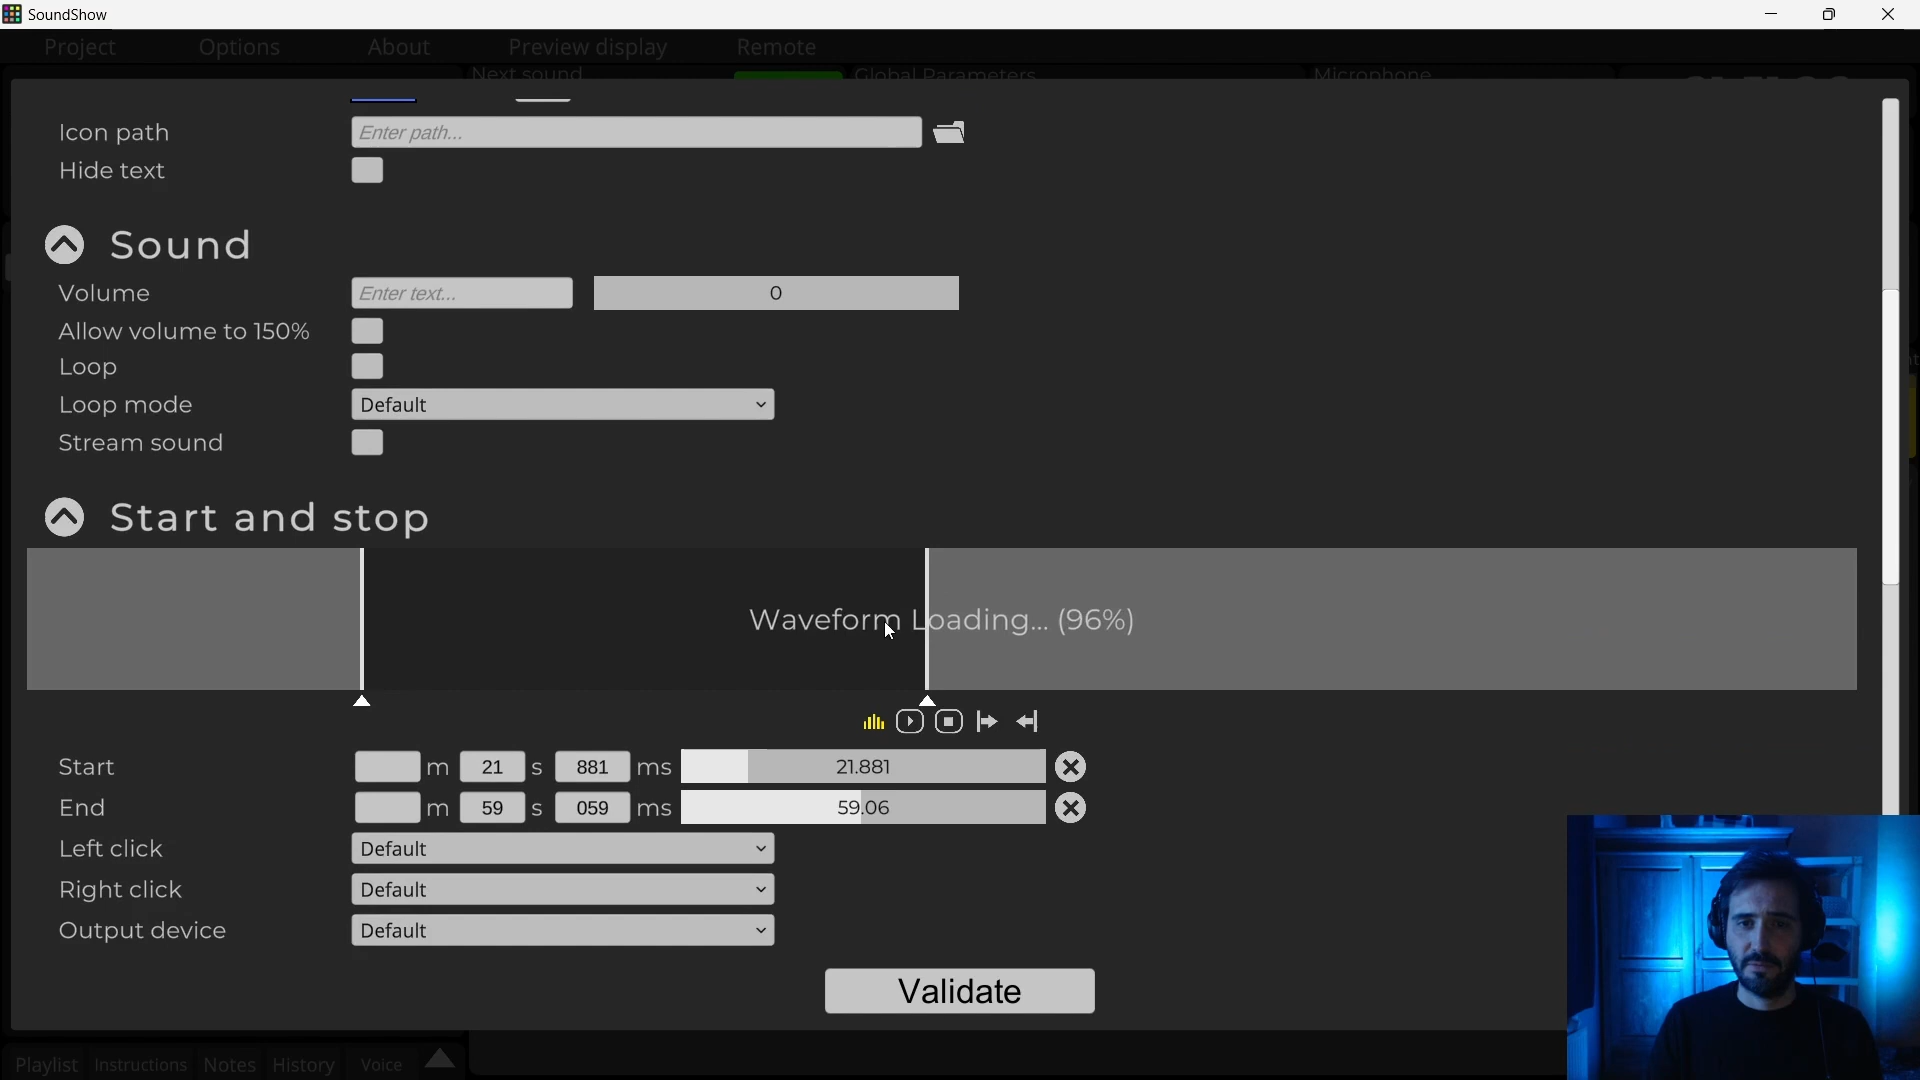 SoundShow
Project Options About Preview display Remote
Next sound Global Parameters Microphone
Icon path Enter path...
Hide text
Sound
Volume Enter text... 0
Allow volume to 150%
Loop
Loop mode Default
Stream sound
Start and stop
Waveform Loading... (96%)
Start m 21 s 881 ms 21.881
End m 59 s 059 ms 59.06
Left click Default
Right click Default
Output device Default
Validate
Playlist Instructions Notes History Voice